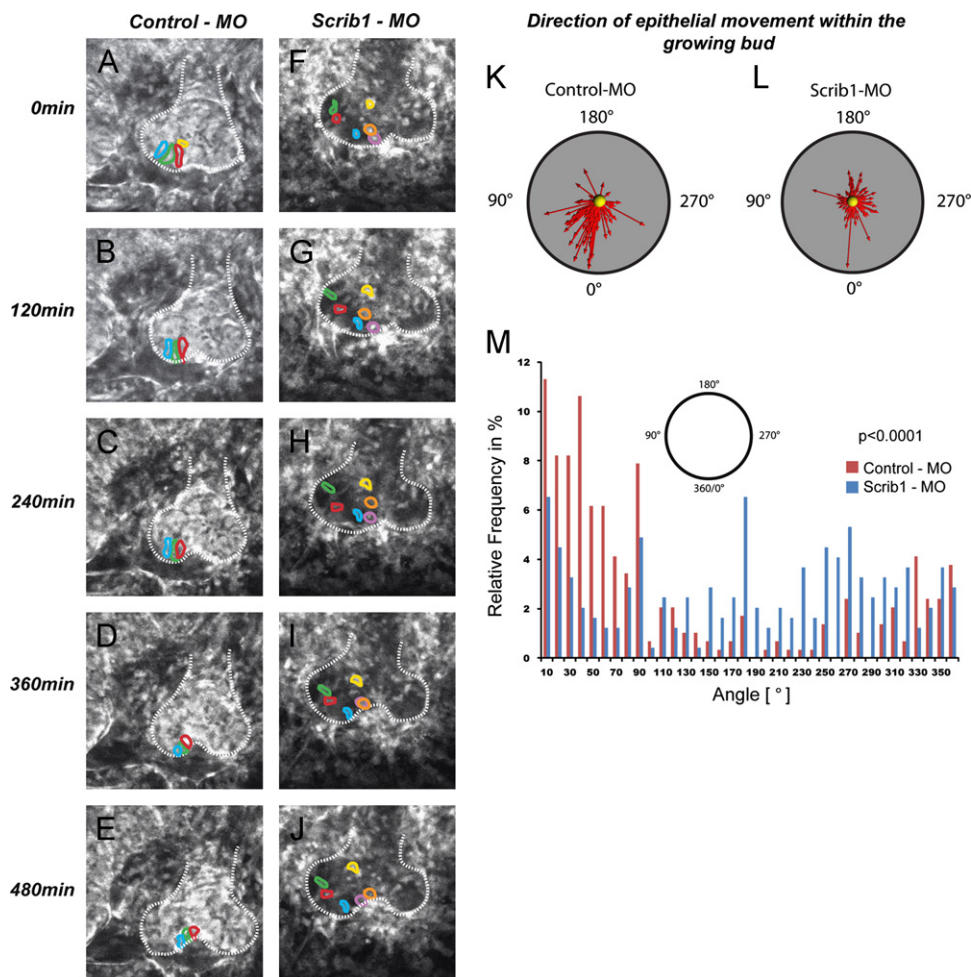 Control - MO
Scrib1 - MO
Direction of epithelial movement within the
growing bud
0min
A
F
K
Control-MO
180°
90°
270°
0°
L
Scrib1-MO
180°
90°
270°
0°
120min
B
G
240min
C
H
360min
D
I
480min
E
J
M
Relative Frequency in %
12
10
8
6
4
2
0
180°
90°
270°
360/0°
p<0.0001
Control - MO
Scrib1 - MO
10 30 50 70 90 110 130 150 170 190 210 230 250 270 290 310 330 350
Angle [ ° ]